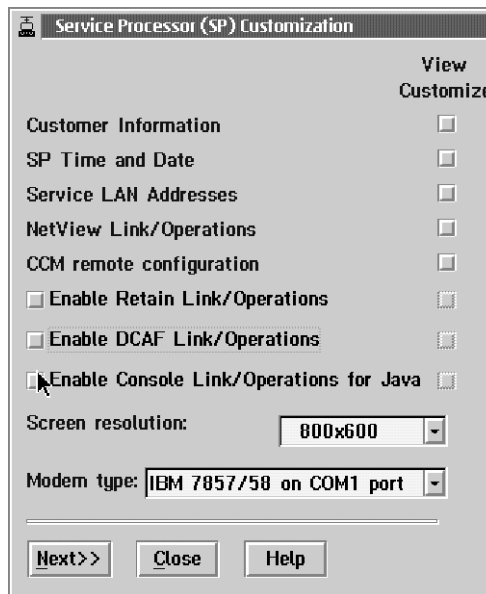 Service Processor (SP) Customization
View
Customize
Customer Information
SP Time and Date
Service LAN Addresses
NetView Link/Operations
CCM remote configuration
Enable Retain Link/Operations
Enable DCAF Link/Operations
Enable Console Link/Operations for Java
Screen resolution: 800x600
Modem type: IBM 7857/58 on COM1 port
Next>> Close Help